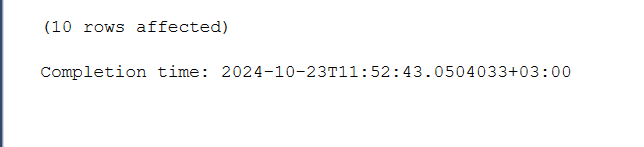 (10 rows affected)
Completion time: 2024-10-23T11:52:43.0504033+03:00